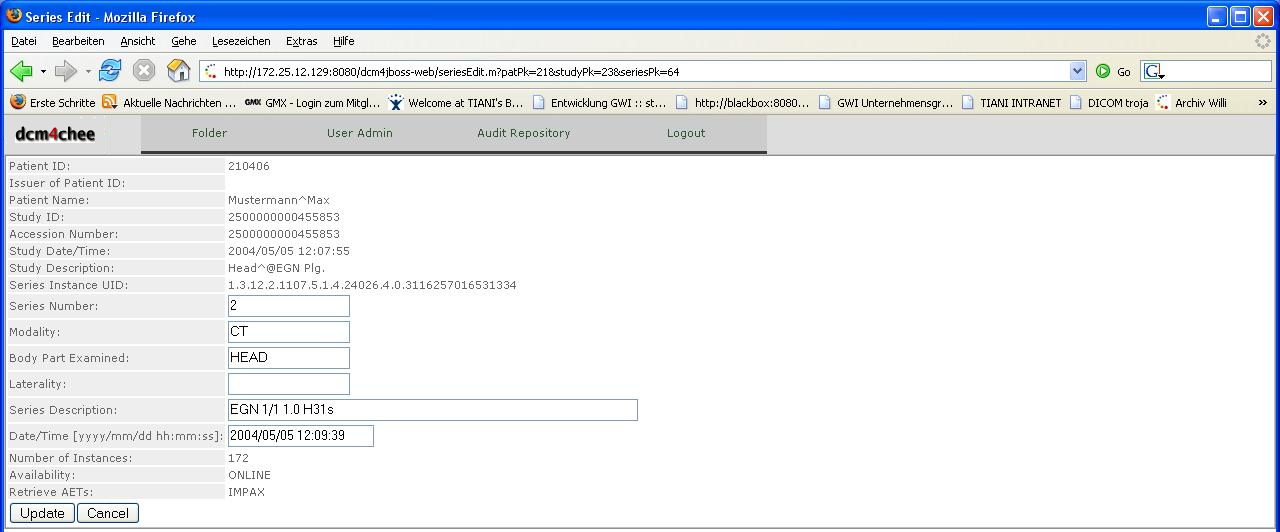 Series Edit - Mozilla Firefox
Datei Bearbeiten Ansicht Gehe Lesezeichen Extras Hilfe
http://172.25.12.129:8080/dcm4jboss-web/seriesEdit.m?patPk=21&studyPk=23&seriesPk=64 Go G
Erste Schritte Aktuelle Nachrichten ... GMX GMX - Login zum Mitgl... Welcome at TIANI's B... Entwicklung GWI :: st... http://blackbox:8080... GWI Unternehmensgr... TIANI INTRANET DICOM troja Archiv Willi »
dcm4chee Folder User Admin Audit Repository Logout
Patient ID: 210406
Issuer of Patient ID:
Patient Name: Mustermann^Max
Study ID: 2500000000455853
Accession Number: 2500000000455853
Study Date/Time: 2004/05/05 12:07:55
Study Description: Head^@EGN Plg.
Series Instance UID: 1.3.12.2.1107.5.1.4.24026.4.0.3116257016531334
Series Number: 2
Modality: CT
Body Part Examined: HEAD
Laterality:
Series Description: EGN 1/1 1.0 H31s
Date/Time [yyyy/mm/dd hh:mm:ss]: 2004/05/05 12:09:39
Number of Instances: 172
Availability: ONLINE
Retrieve AETs: IMPAX
Update Cancel